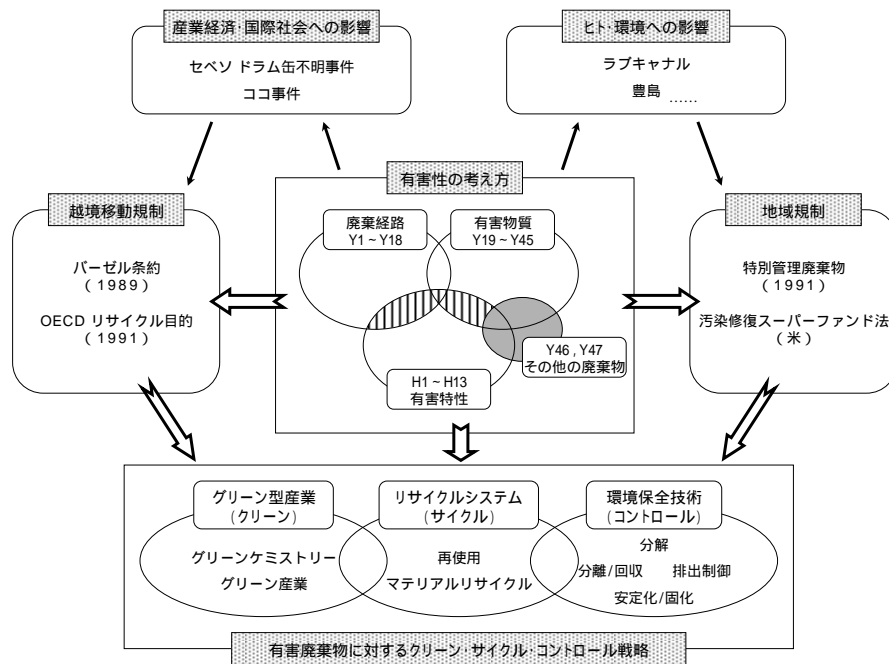 産業経済･国際社会への影響
セベソ ドラム缶不明事件
ココ事件
ヒト･環境への影響
ラブキャナル
豊島 ……
越境移動規制
バーゼル条約
(1989)
OECD リサイクル目的
(1991)
有害性の考え方
廃棄経路
Y1~Y18
有害物質
Y19~Y45
Y46 , Y47
その他の廃棄物
H1~H13
有害特性
地域規制
特別管理廃棄物
(1991)
汚染修復スーパーファンド法
(米)
グリーン型産業
(クリーン)
グリーンケミストリー
グリーン産業
リサイクルシステム
(サイクル)
再使用
マテリアルリサイクル
環境保全技術
(コントロール)
分解
分離/回収 排出制御
安定化/固化
有害廃棄物に対するクリーン･サイクル･コントロール戦略